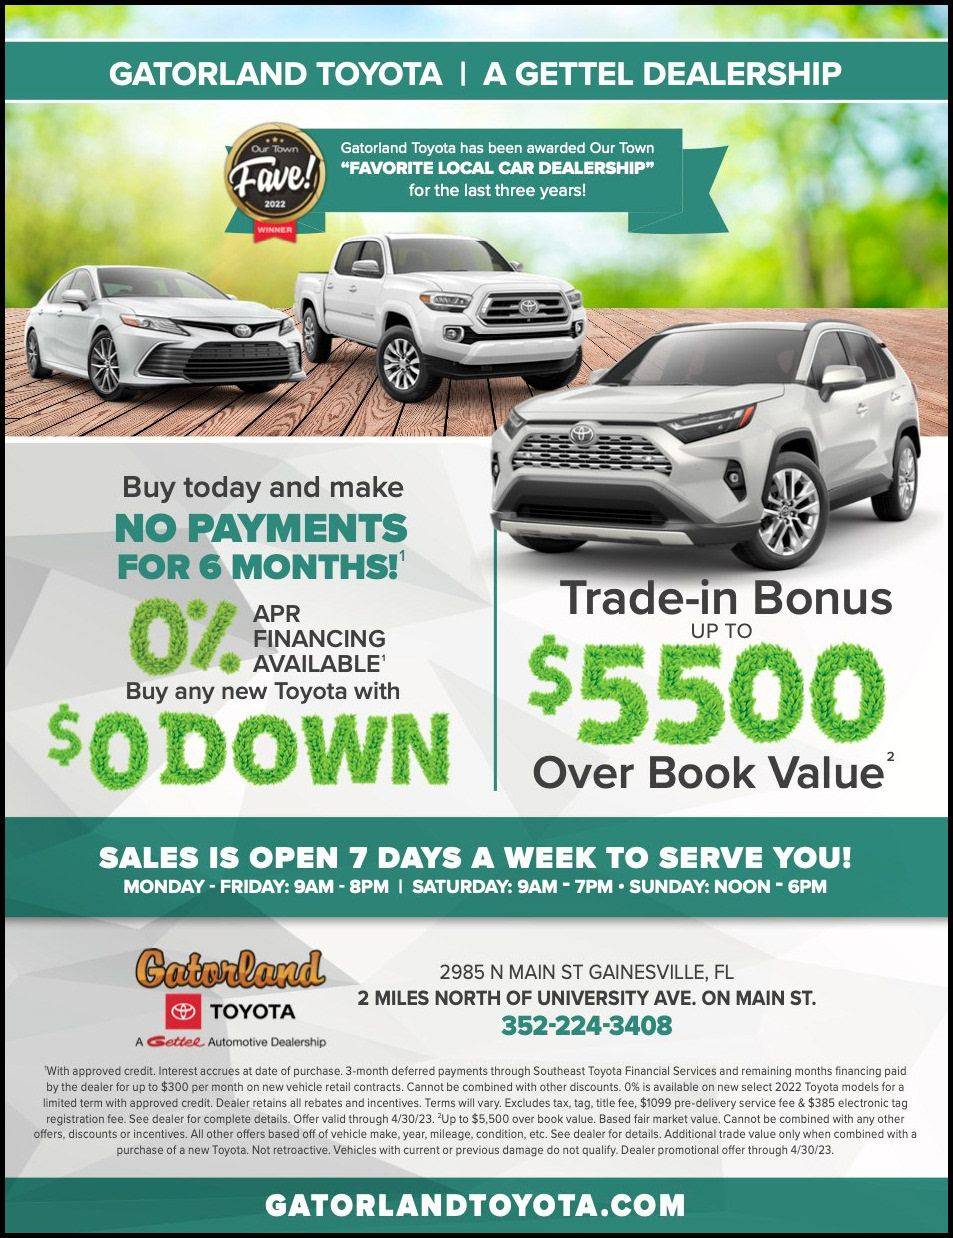 GATORLAND TOYOTA | A GETTEL DEALERSHIP
Our Town
Fave!
2022
WINNER
Gatorland Toyota has been awarded Our Town
“FAVORITE LOCAL CAR DEALERSHIP”
for the last three years!
Buy today and make
NO PAYMENTS
FOR 6 MONTHS!¹
0% APR
FINANCING
AVAILABLE¹
Buy any new Toyota with
$0 DOWN
Trade-in Bonus
UP TO
$5500
Over Book Value²
SALES IS OPEN 7 DAYS A WEEK TO SERVE YOU!
MONDAY - FRIDAY: 9AM - 8PM | SATURDAY: 9AM - 7PM • SUNDAY: NOON - 6PM
Gatorland
TOYOTA
A Gettel Automotive Dealership
2985 N MAIN ST GAINESVILLE, FL
2 MILES NORTH OF UNIVERSITY AVE. ON MAIN ST.
352-224-3408
¹With approved credit. Interest accrues at date of purchase. 3-month deferred payments through Southeast Toyota Financial Services and remaining months financing paid
by the dealer for up to $300 per month on new vehicle retail contracts. Cannot be combined with other discounts. 0% is available on new select 2022 Toyota models for a
limited term with approved credit. Dealer retains all rebates and incentives. Terms will vary. Excludes tax, tag, title fee, $1099 pre-delivery service fee & $385 electronic tag
registration fee. See dealer for complete details. Offer valid through 4/30/23. ²Up to $5,500 over book value. Based fair market value. Cannot be combined with any other
offers, discounts or incentives. All other offers based off of vehicle make, year, mileage, condition, etc. See dealer for details. Additional trade value only when combined with a
purchase of a new Toyota. Not retroactive. Vehicles with current or previous damage do not qualify. Dealer promotional offer through 4/30/23.
GATORLANDTOYOTA.COM